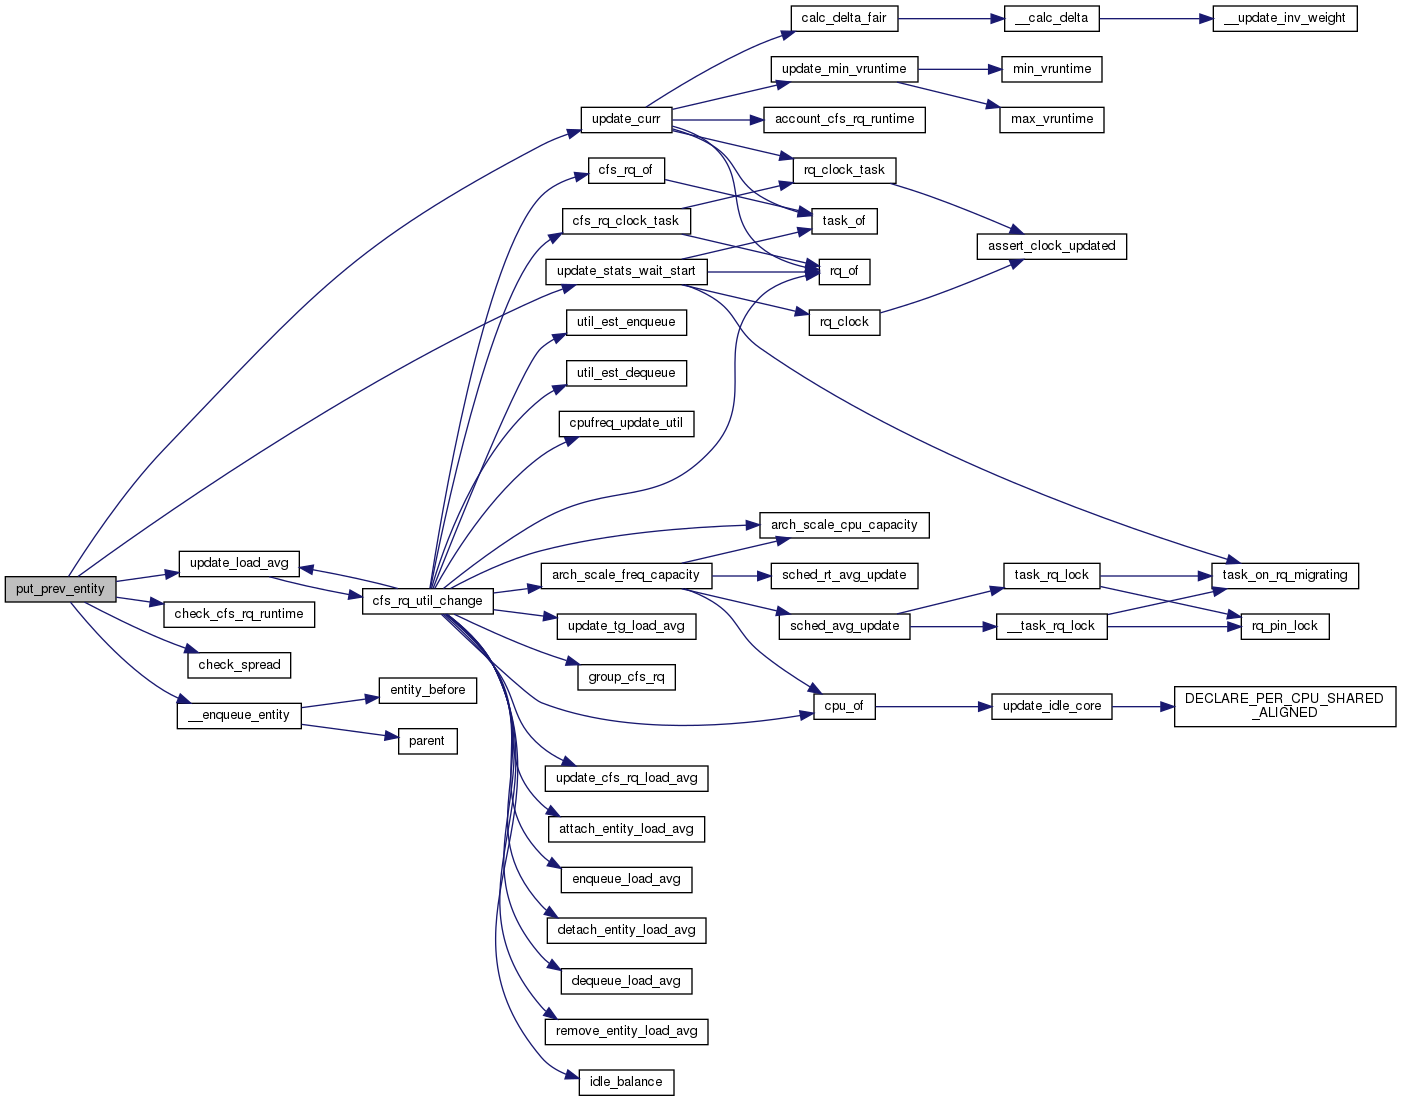 calc_delta_fair
__calc_delta
__update_inv_weight
update_min_vruntime
min_vruntime
update_curr
account_cfs_rq_runtime
max_vruntime
cfs_rq_of
rq_clock_task
cfs_rq_clock_task
task_of
assert_clock_updated
update_stats_wait_start
rq_of
util_est_enqueue
rq_clock
util_est_dequeue
cpufreq_update_util
arch_scale_cpu_capacity
update_load_avg
put_prev_entity
arch_scale_freq_capacity
sched_rt_avg_update
task_rq_lock
task_on_rq_migrating
cfs_rq_util_change
check_cfs_rq_runtime
update_tg_load_avg
sched_avg_update
__task_rq_lock
rq_pin_lock
check_spread
group_cfs_rq
entity_before
__enqueue_entity
cpu_of
update_idle_core
DECLARE_PER_CPU_SHARED
_ALIGNED
parent
update_cfs_rq_load_avg
attach_entity_load_avg
enqueue_load_avg
detach_entity_load_avg
dequeue_load_avg
remove_entity_load_avg
idle_balance